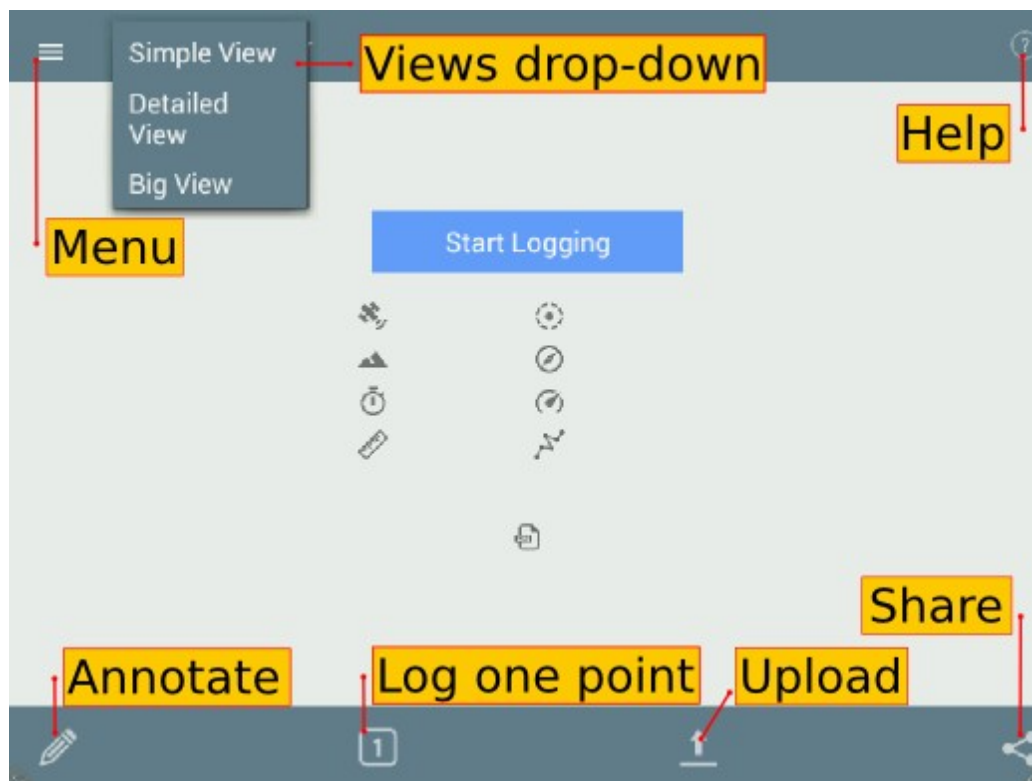 Simple View
Views drop-down
Detailed
View
Help
Big View
Menu
Start Logging
Share
Annotate
Log one point
Upload
1